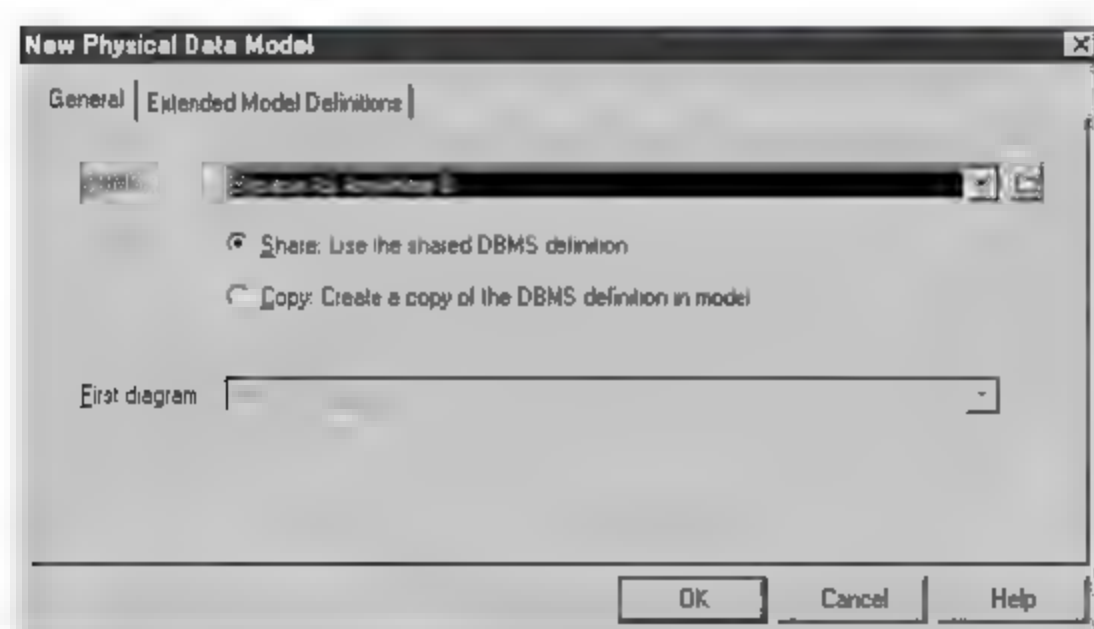 New Physical Data Model
General
Extended Model Definitions
Share: Use the shared DBMS definition
Copy: Create a copy of the DBMS definition in model
First diagram
OK
Cancel
Help